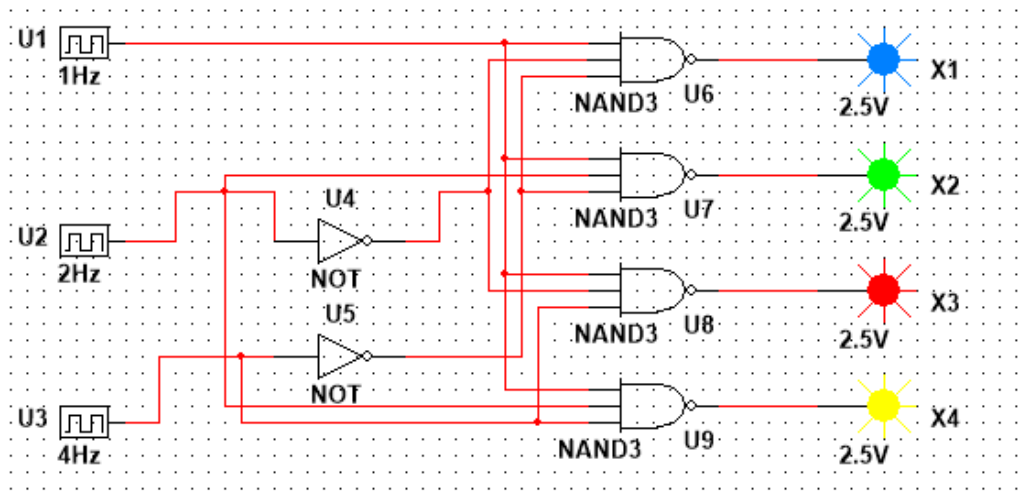 U1
1Hz
NAND3
U6
X1
2.5V
NAND3
U7
X2
2.5V
U4
NOT
U2
2Hz
NAND3
U8
X3
2.5V
U5
NOT
U3
4Hz
NAND3
U9
X4
2.5V